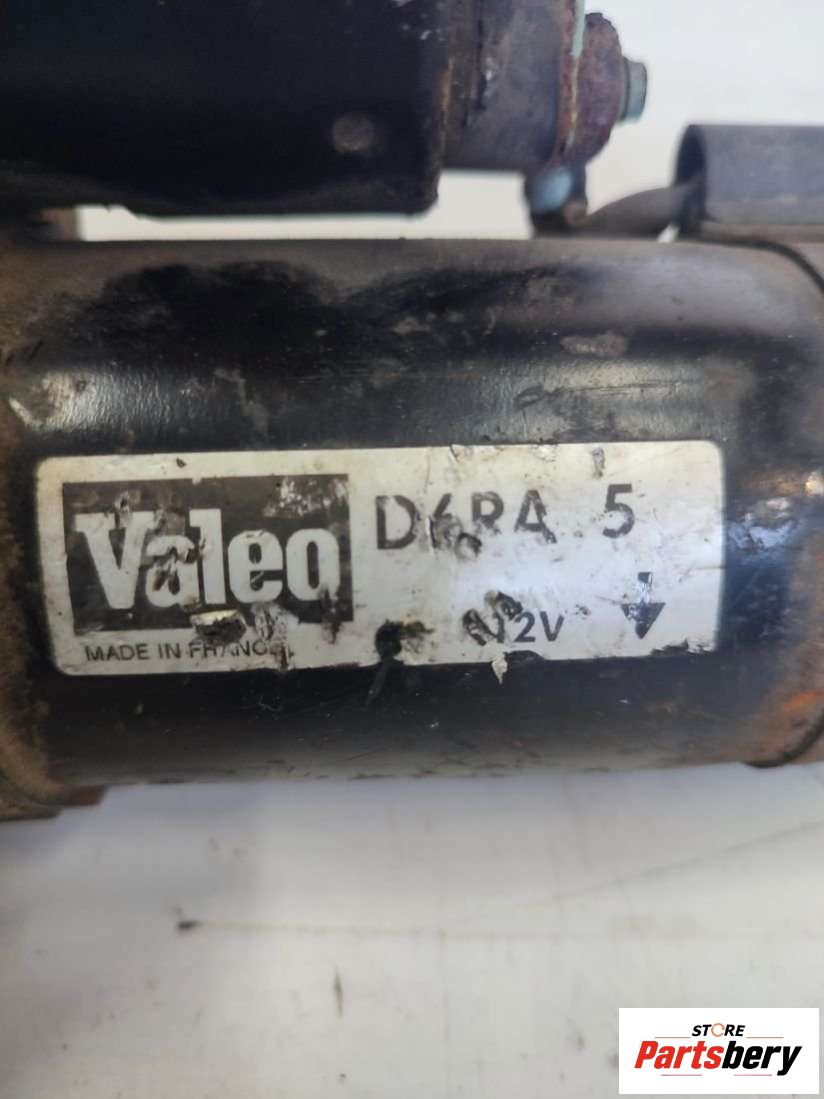 Valeo
D6RA 5
12V
MADE IN FRANCE
STORE
Partsbery